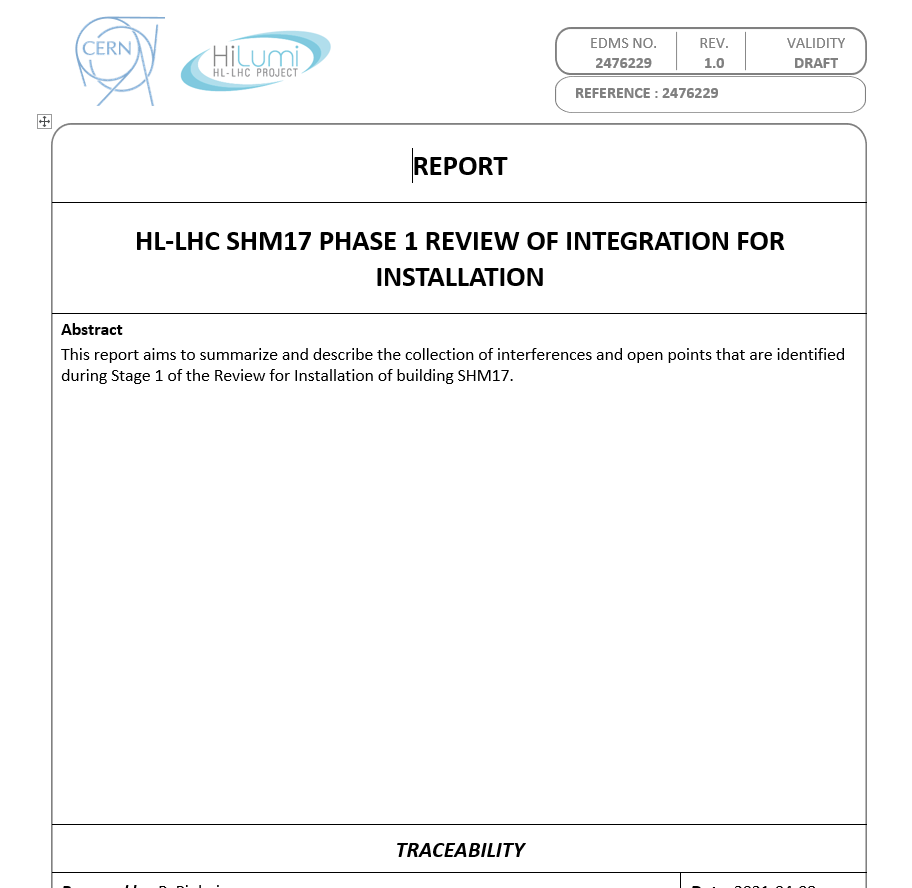 CERN
HiLumi
HL-LHC PROJECT
EDMS NO. REV. VALIDITY
2476229 1.0 DRAFT
REFERENCE : 2476229
REPORT
HL-LHC SHM17 PHASE 1 REVIEW OF INTEGRATION FOR
INSTALLATION
Abstract
This report aims to summarize and describe the collection of interferences and open points that are identified
during Stage 1 of the Review for Installation of building SHM17.
TRACEABILITY